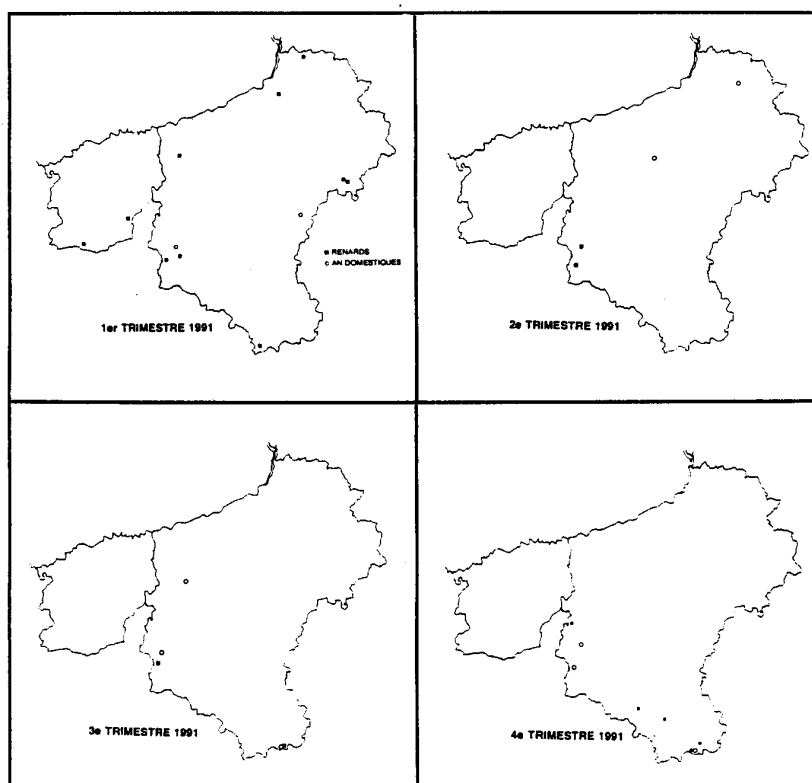 ■ RENARDS
○ AN DOMESTIQUES
1er TRIMESTRE 1991
2e TRIMESTRE 1991
3e TRIMESTRE 1991
4e TRIMESTRE 1991